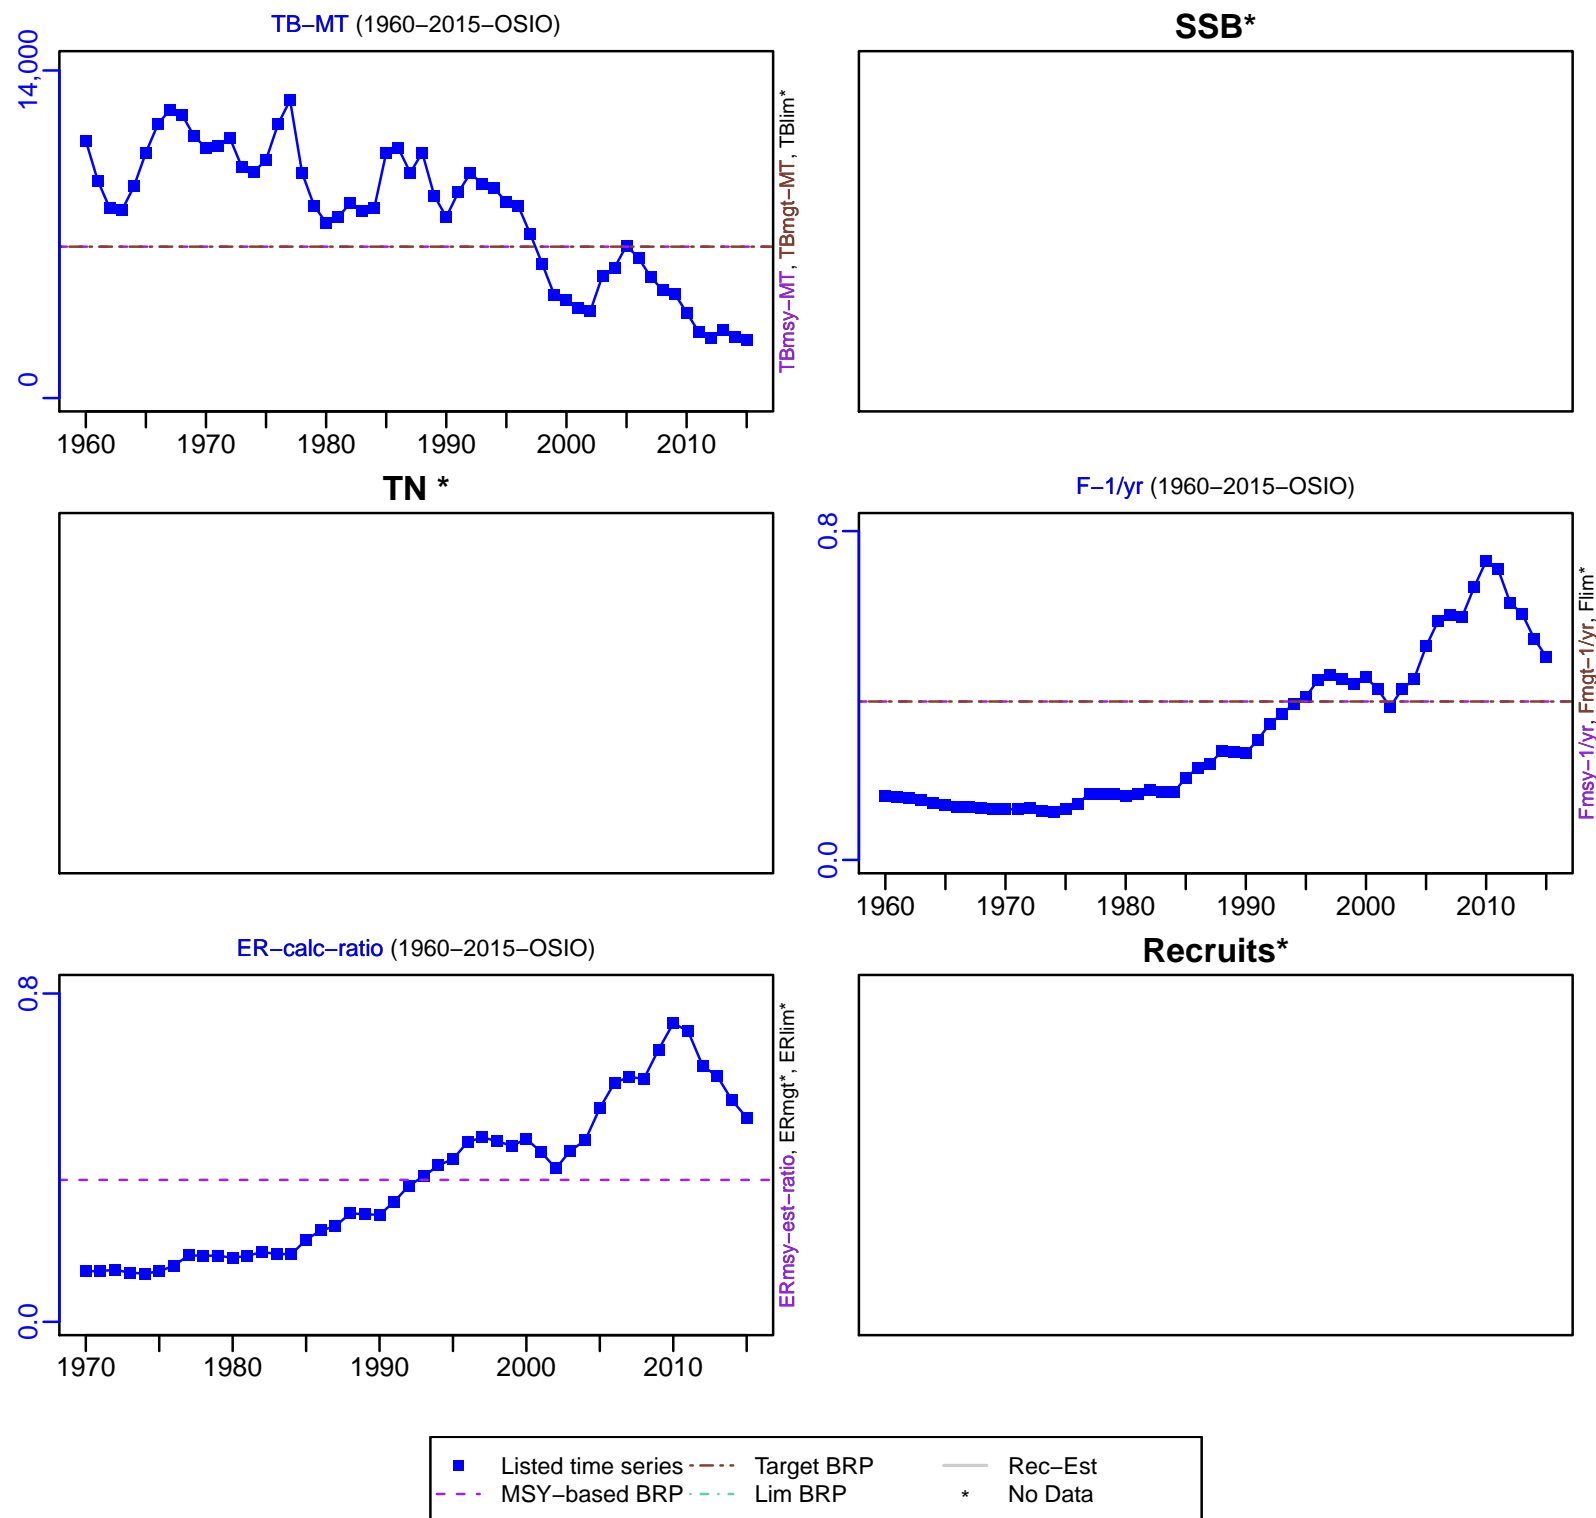 TB−MT (1960−2015−OSIO)
14,000
0
TBmsy−MT, TBmgt−MT, TBlim*
1960 1970 1980 1990 2000 2010
SSB*
TN *
F−1/yr (1960−2015−OSIO)
0.8
0.0
Fmsy−1/yr, Fmgt−1/yr, Flim*
1960 1970 1980 1990 2000 2010
ER−calc−ratio (1960−2015−OSIO)
0.8
0.0
ERmsy−est−ratio, ERmgt*, ERlim*
1970 1980 1990 2000 2010
Recruits*
Listed time series Target BRP Rec−Est
MSY−based BRP Lim BRP * No Data